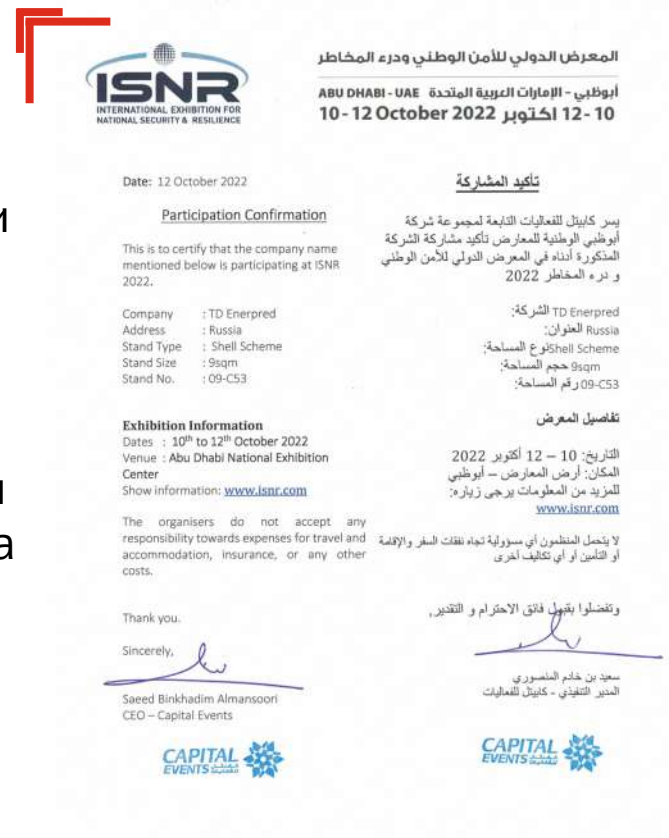 ISNR
INTERNATIONAL EXHIBITION FOR
NATIONAL SECURITY & RESILIENCE
المعرض الدولي للأمن الوطني ودرء المخاطر
أبوظبي - الإمارات العربية المتحدة ABU DHABI - UAE
10 - 12 October 2022 اكتوبر 12 - 10
Date: 12 October 2022
Participation Confirmation
This is to certify that the company name
mentioned below is participating at ISNR
2022.
Company : TD Enerpred
Address : Russia
Stand Type : Shell Scheme
Stand Size : 9sqm
Stand No. : 09-C53
Exhibition Information
Dates : 10th to 12th October 2022
Venue : Abu Dhabi National Exhibition
Center
Show information: www.isnr.com
The organisers do not accept any
responsibility towards expenses for travel and
accommodation, insurance, or any other
costs.
Thank you.
Sincerely,
Saeed Binkhadim Almansoori
CEO – Capital Events
CAPITAL
EVENTS
تأكيد المشاركة
يسر كابيتل للفعاليات التابعة لمجموعة شركة
أبوظبي الوطنية للمعارض تأكيد مشاركة الشركة
المذكورة أدناه في المعرض الدولي للأمن الوطني
و درء المخاطر 2022
الشركة: TD Enerpred
العنوان: Russia
نوع المساحة: Shell Scheme
حجم المساحة: 9sqm
رقم المساحة: 09-C53
تفاصيل المعرض
التاريخ: 10 – 12 أكتوبر 2022
المكان: أرض المعارض – أبوظبي
للمزيد من المعلومات يرجى زياره:
www.isnr.com
لا يتحمل المنظمون أي مسؤولية تجاه نفقات السفر والإقامة
أو التأمين أو أي تكاليف أخرى
وتفضلوا بقبول فائق الاحترام و التقدير,
سعيد بن خادم المنصوري
المدير التنفيذي - كابيتل للفعاليات
CAPITAL
EVENTS